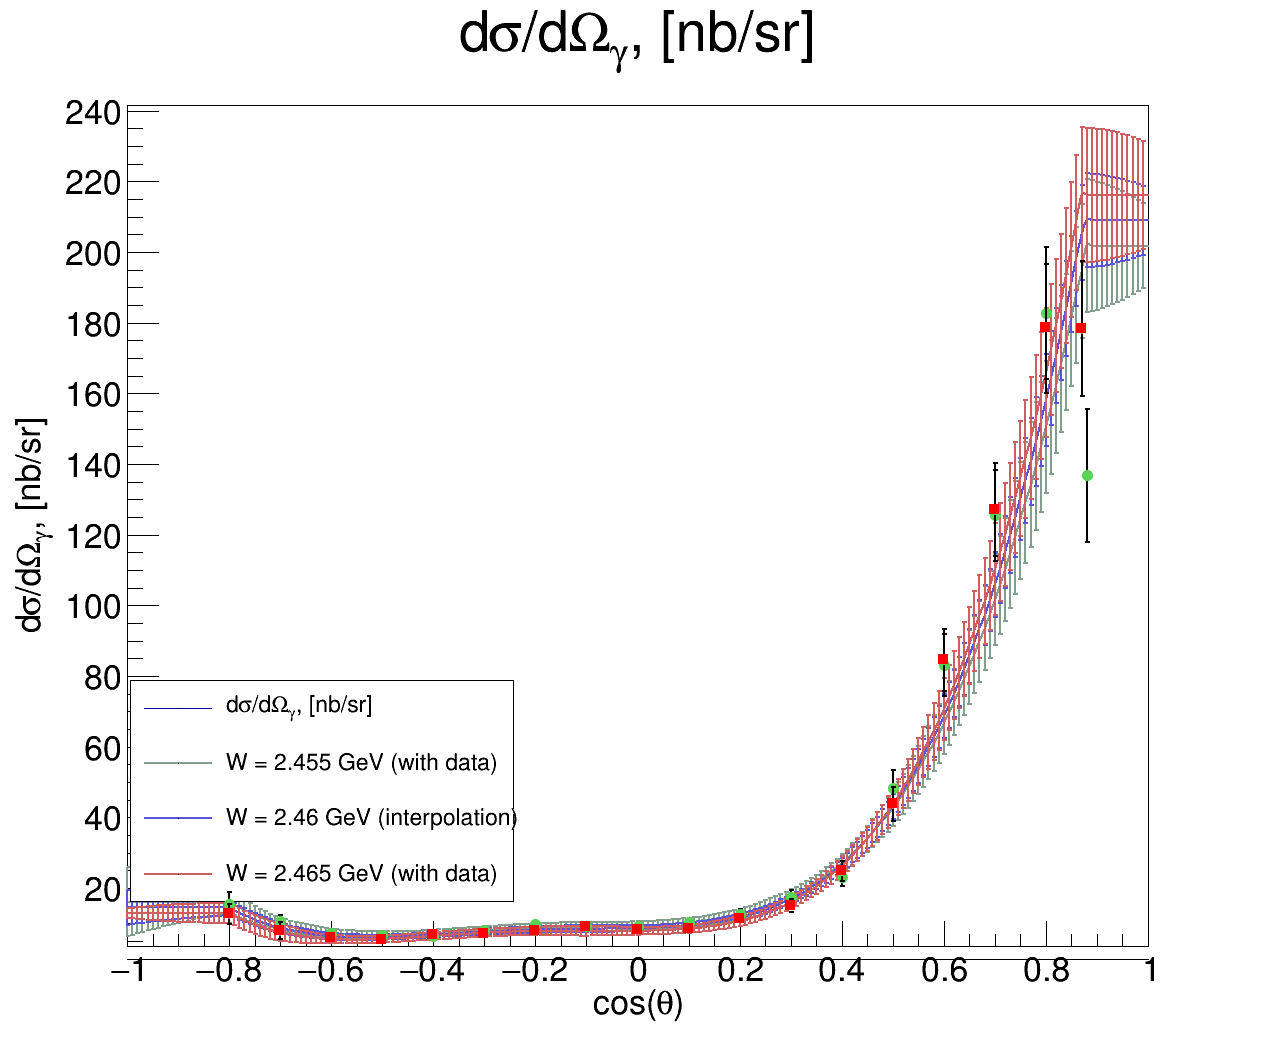 dσ/dΩγ, [nb/sr]
240
220
200
180
160
140
120
100
80
60
40
20
dσ/dΩγ, [nb/sr]
dσ/dΩγ, [nb/sr]
W = 2.455 GeV (with data)
W = 2.46 GeV (interpolation)
W = 2.465 GeV (with data)
−1 −0.8 −0.6 −0.4 −0.2 0 0.2 0.4 0.6 0.8 1
cos(θ)